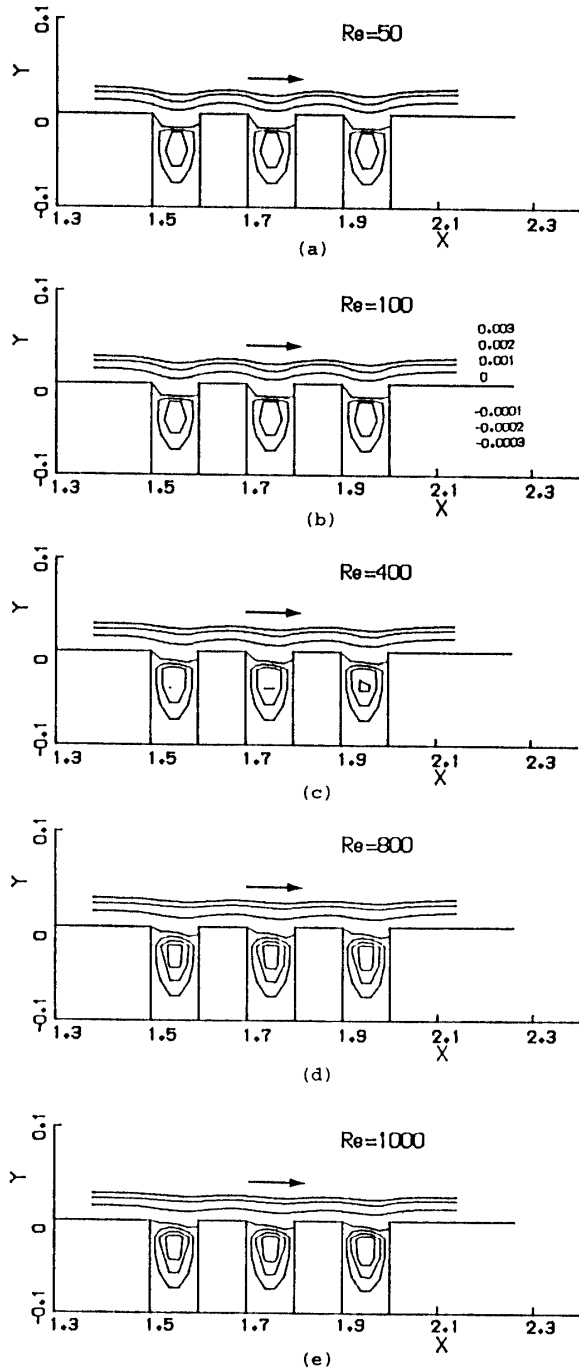 0.1
Re=50
Y
0
-0.1
1.3 1.5 1.7 1.9 2.1 2.3
X
(a)
0.1
Re=100
Y
0.003
0.002
0.001
0
0
-0.0001
-0.0002
-0.0003
-0.1
1.3 1.5 1.7 1.9 2.1 2.3
X
(b)
0.1
Re=400
Y
0
-0.1
1.3 1.5 1.7 1.9 2.1 2.3
X
(c)
0.1
Re=800
Y
0
-0.1
1.3 1.5 1.7 1.9 2.1 2.3
X
(d)
0.1
Re=1000
Y
0
-0.1
1.3 1.5 1.7 1.9 2.1 2.3
X
(e)